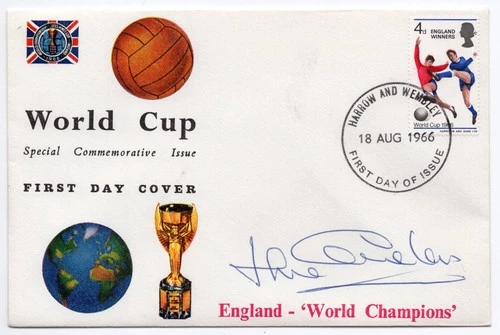 4d ENGLAND
WINNERS
World Cup 1966
HARROW AND WEMBLEY
18 AUG 1966
FIRST DAY OF ISSUE
World Cup
Special Commemorative Issue
FIRST DAY COVER
England - 'World Champions'